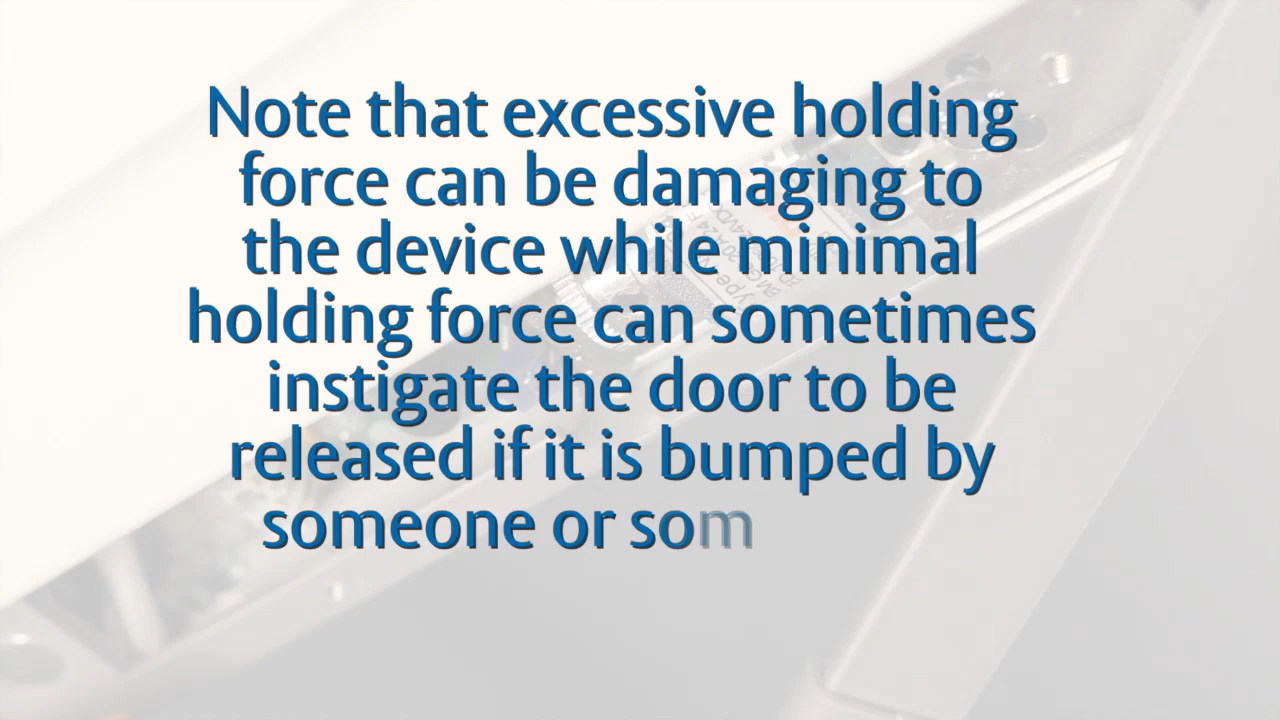 Note that excessive holding
force can be damaging to
the device while minimal
holding force can sometimes
instigate the door to be
released if it is bumped by
someone or som